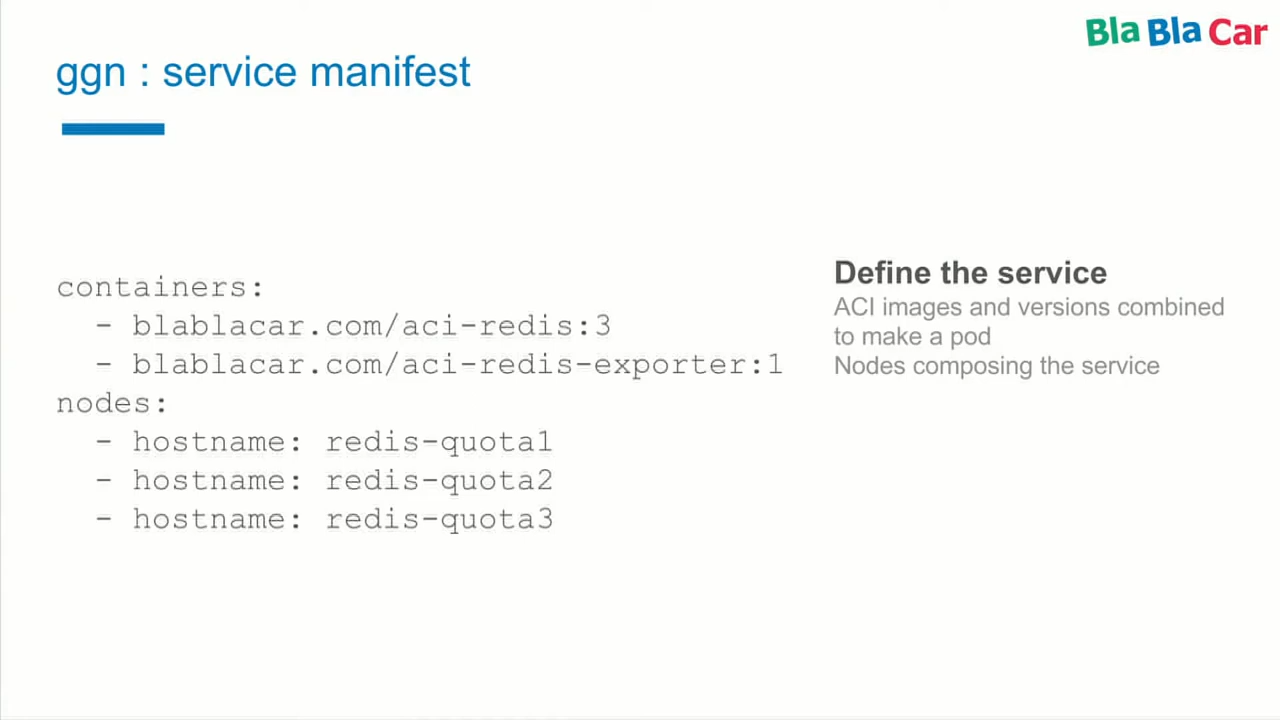 Bla Bla Car
ggn : service manifest
containers:
  - blablacar.com/aci-redis:3
  - blablacar.com/aci-redis-exporter:1
nodes:
  - hostname: redis-quota1
  - hostname: redis-quota2
  - hostname: redis-quota3
Define the service
ACI images and versions combined
to make a pod
Nodes composing the service